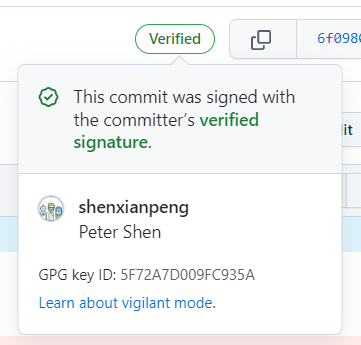 Verified
6f098
This commit was signed with
the committer's verified
signature.
it
shenxianpeng
Peter Shen
GPG key ID: 5F72A7D009FC935A
Learn about vigilant mode.